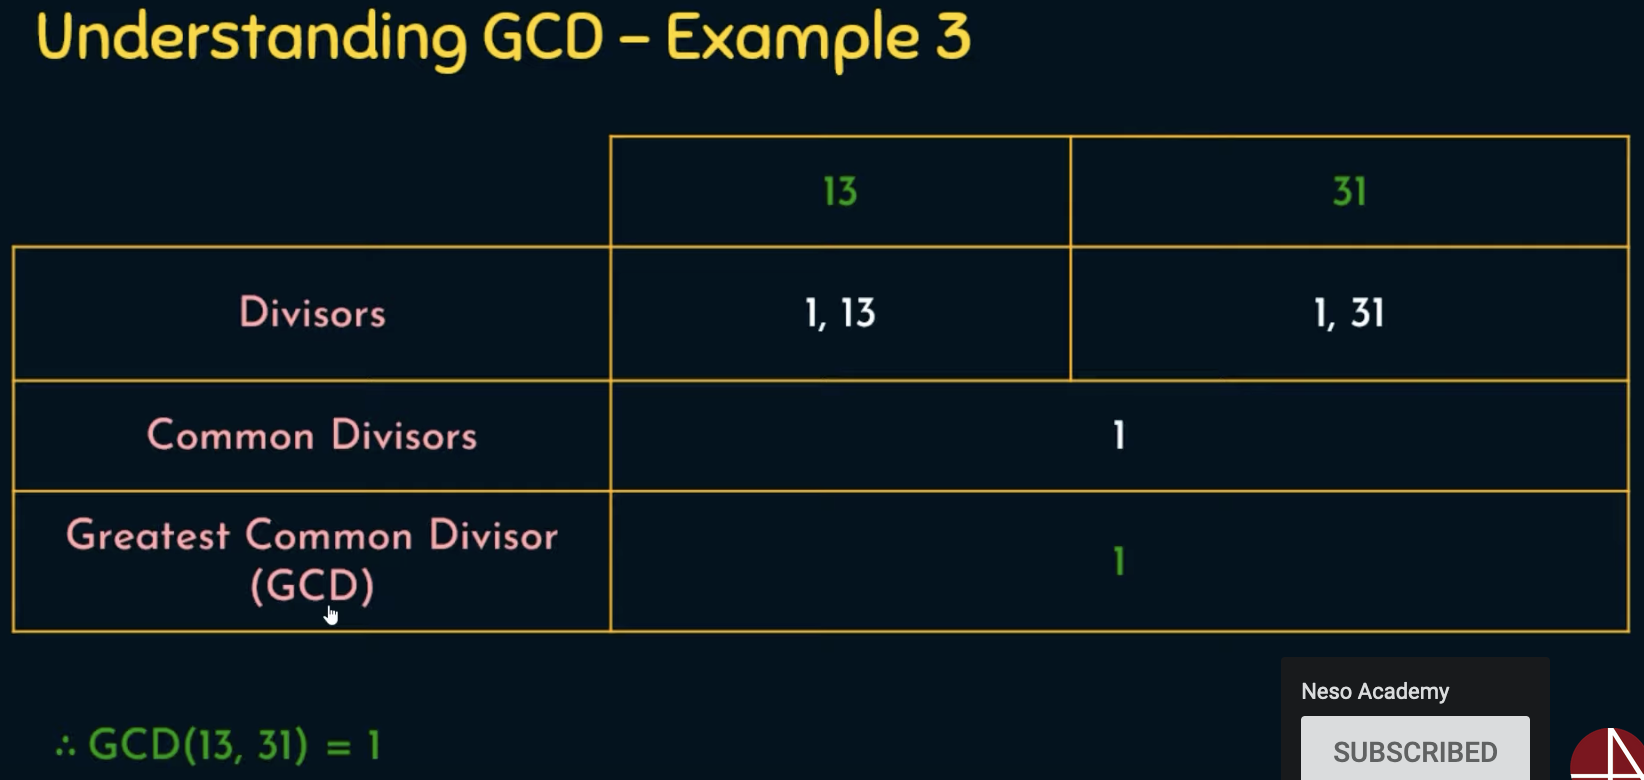 Understanding GCD – Example 3
13 31
Divisors 1, 13 1, 31
Common Divisors 1
Greatest Common Divisor
(GCD) 1
∴ GCD(13, 31) = 1
Neso Academy
SUBSCRIBED